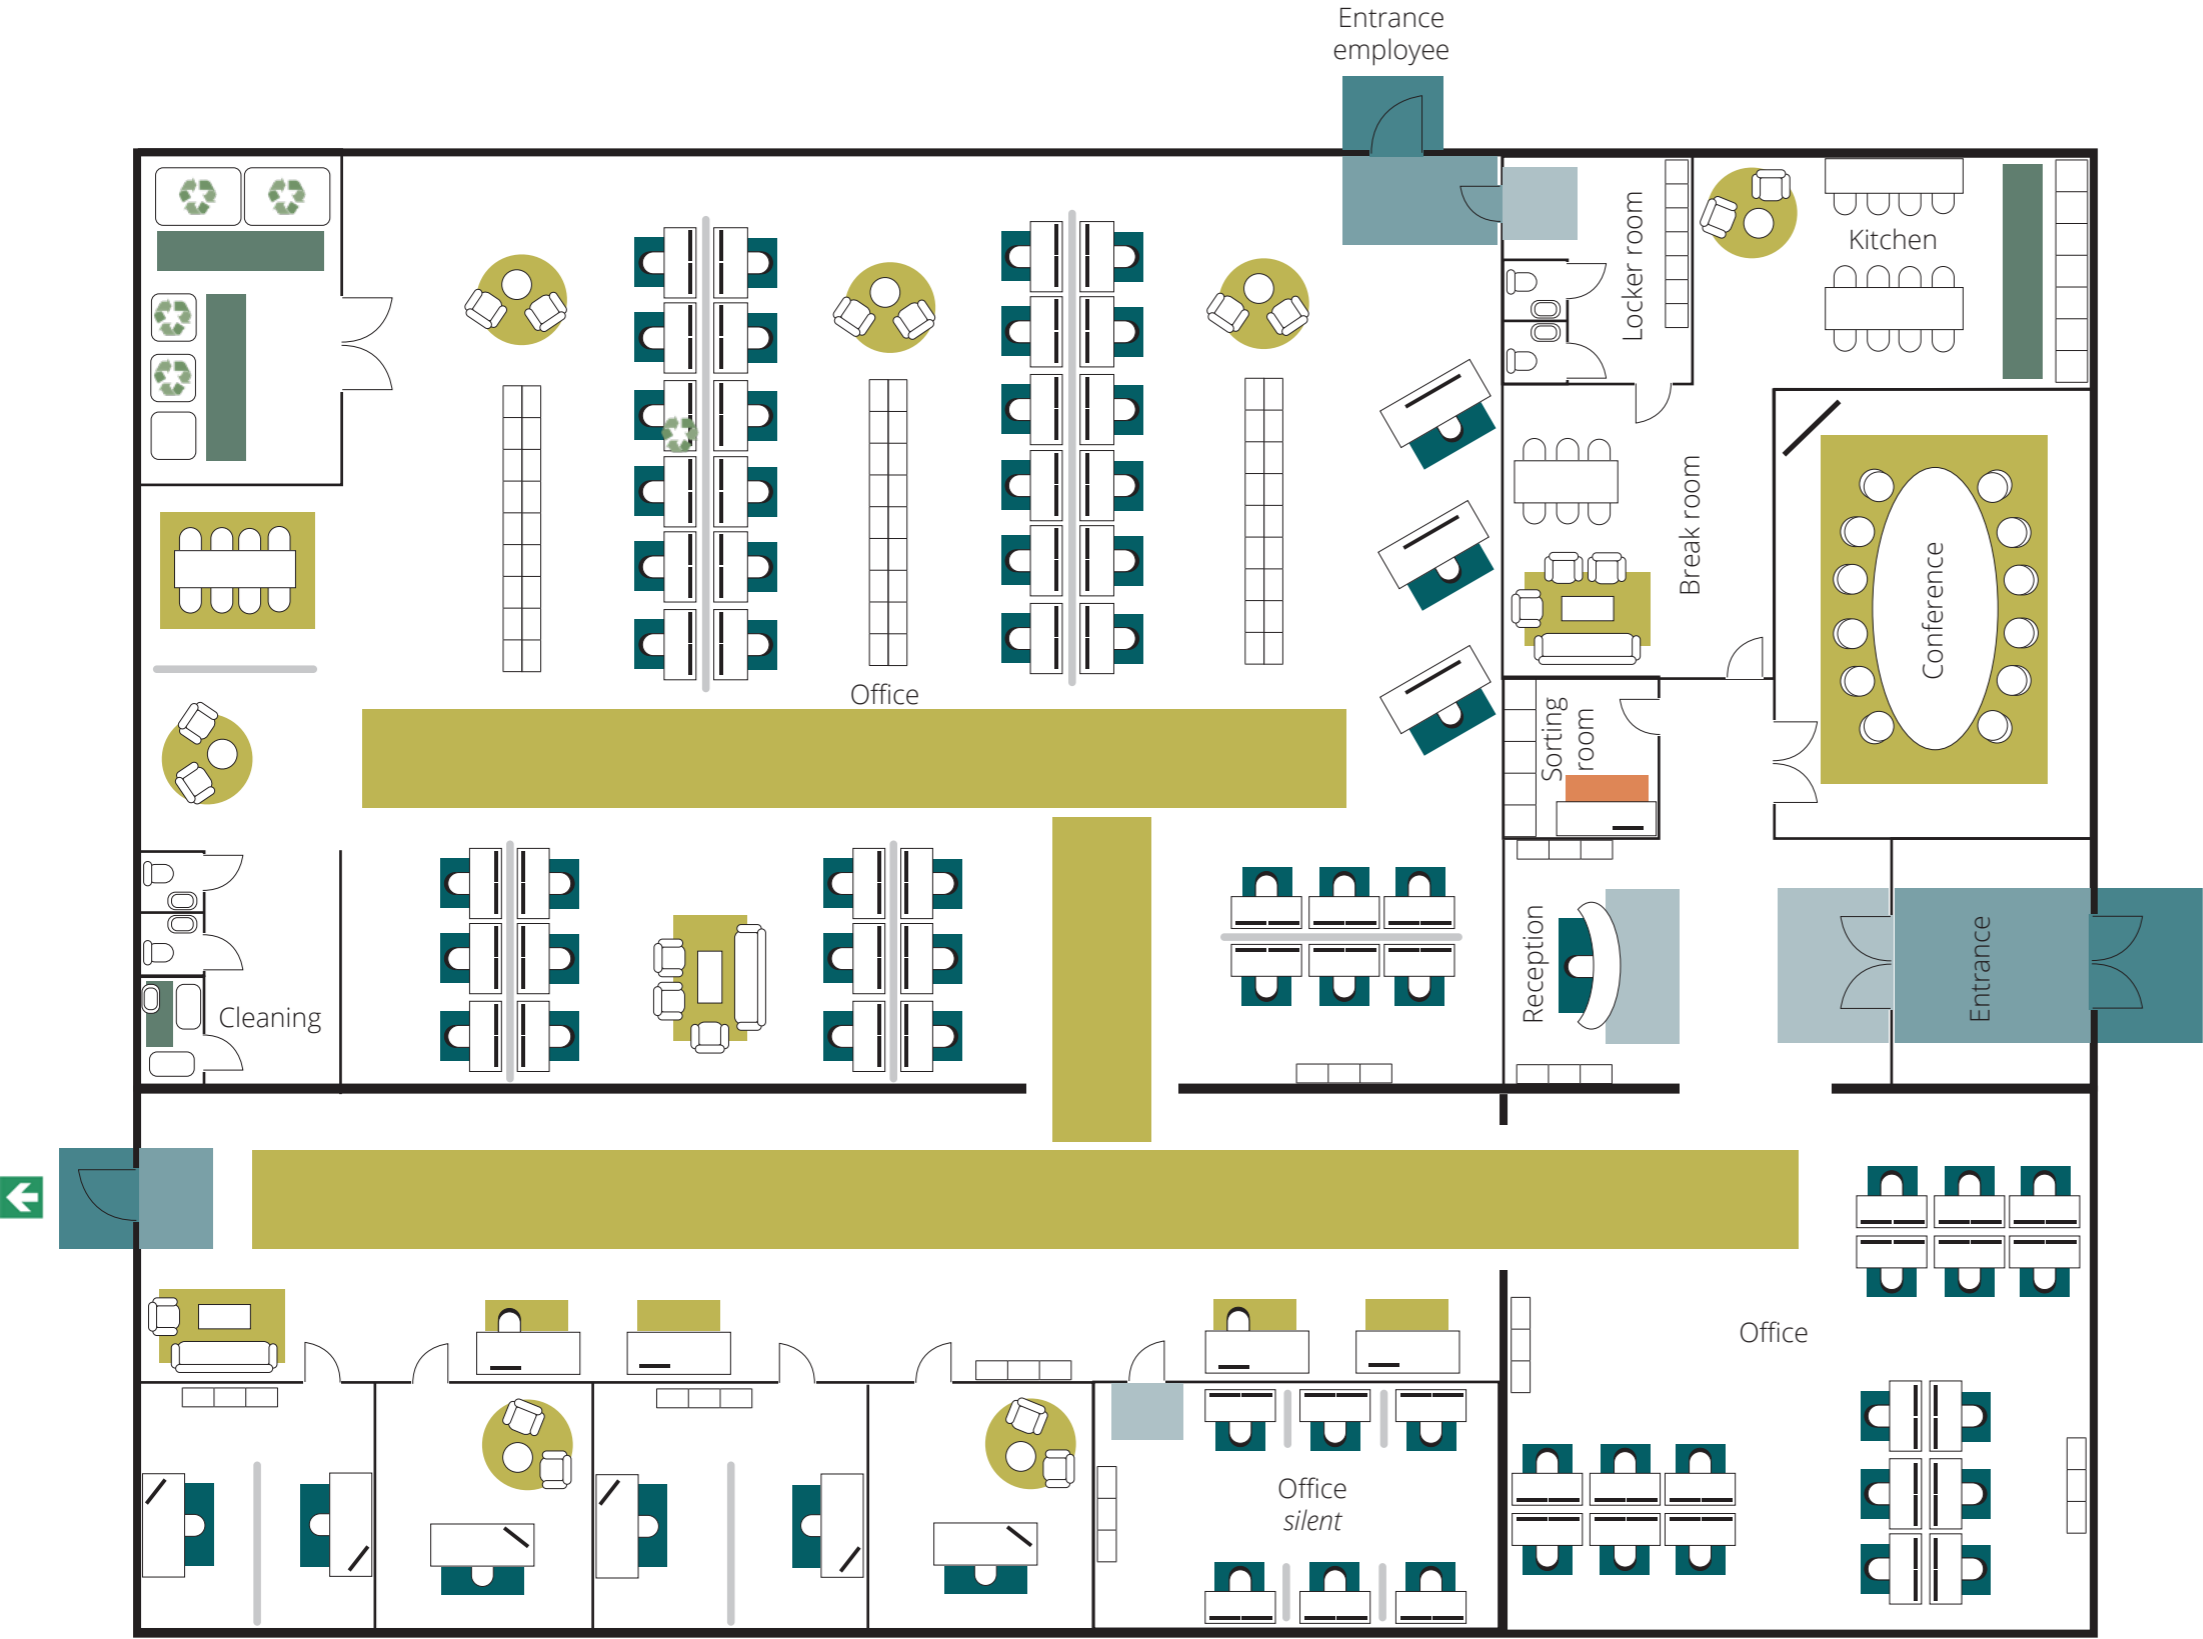 Entrance
employee
Locker room
Kitchen
Break room
Conference
Office
Sorting
room
Reception
Entrance
Cleaning
Office
Office
silent